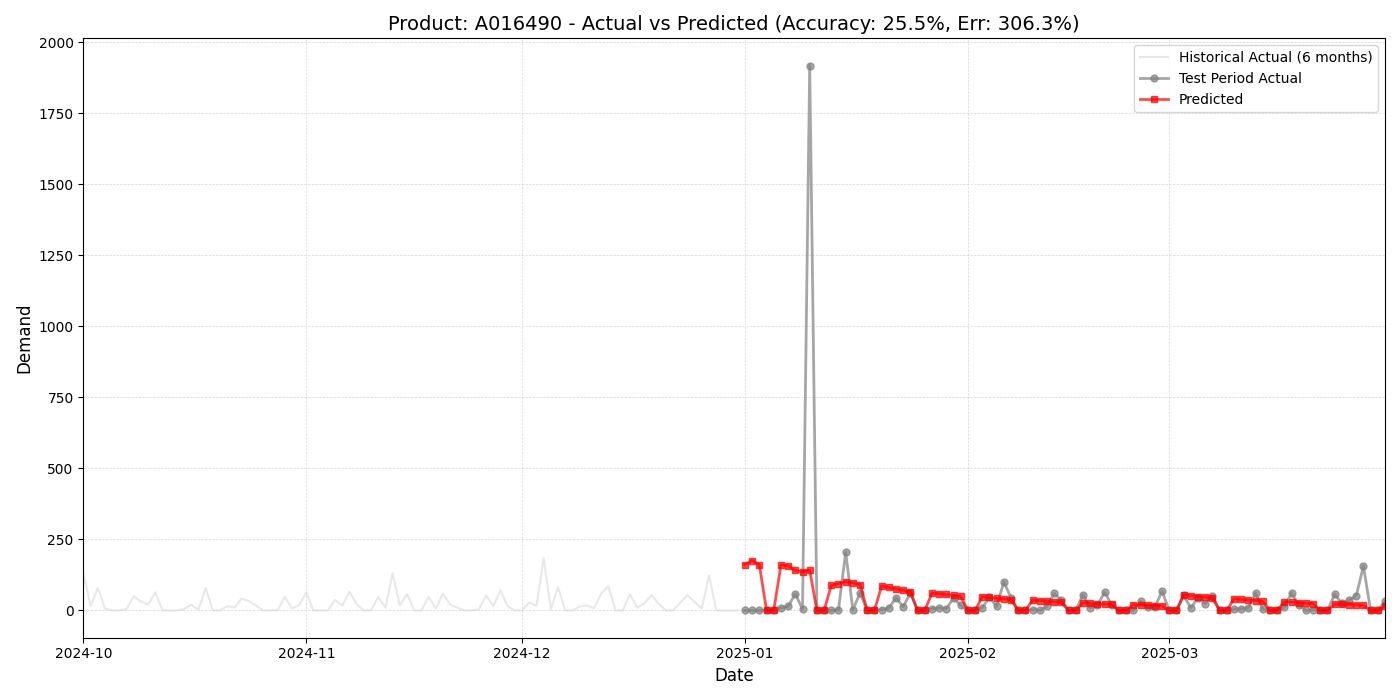 Product: A016490 - Actual vs Predicted (Accuracy: 25.5%, Err: 306.3%)
Historical Actual (6 months)
Test Period Actual
Predicted
2000
1750
1500
1250
1000
750
500
250
0
Demand
2024-10
2024-11
2024-12
2025-01
2025-02
2025-03
Date